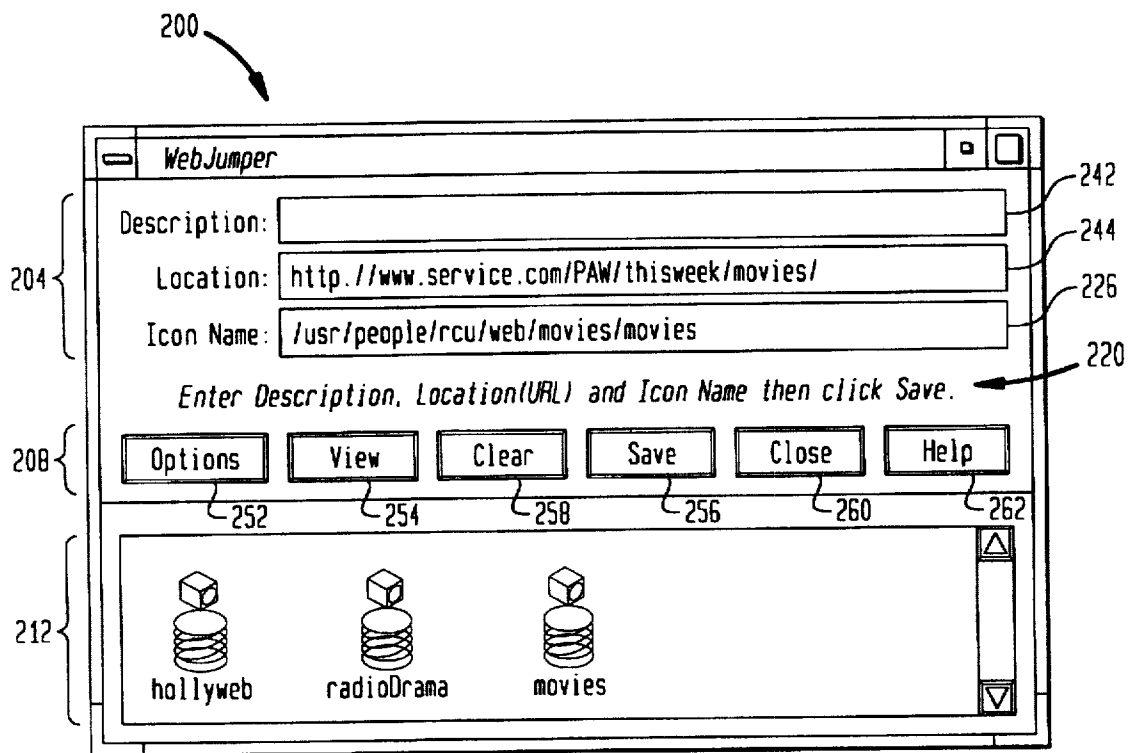 200
WebJumper
Description:
242
204
Location: http.//www.service.com/PAW/thisweek/movies/
244
Icon Name: /usr/people/rcu/web/movies/movies
226
Enter Description, Location(URL) and Icon Name then click Save.
220
208
Options View Clear Save Close Help
252 254 258 256 260 262
212
hollyweb radioDrama movies